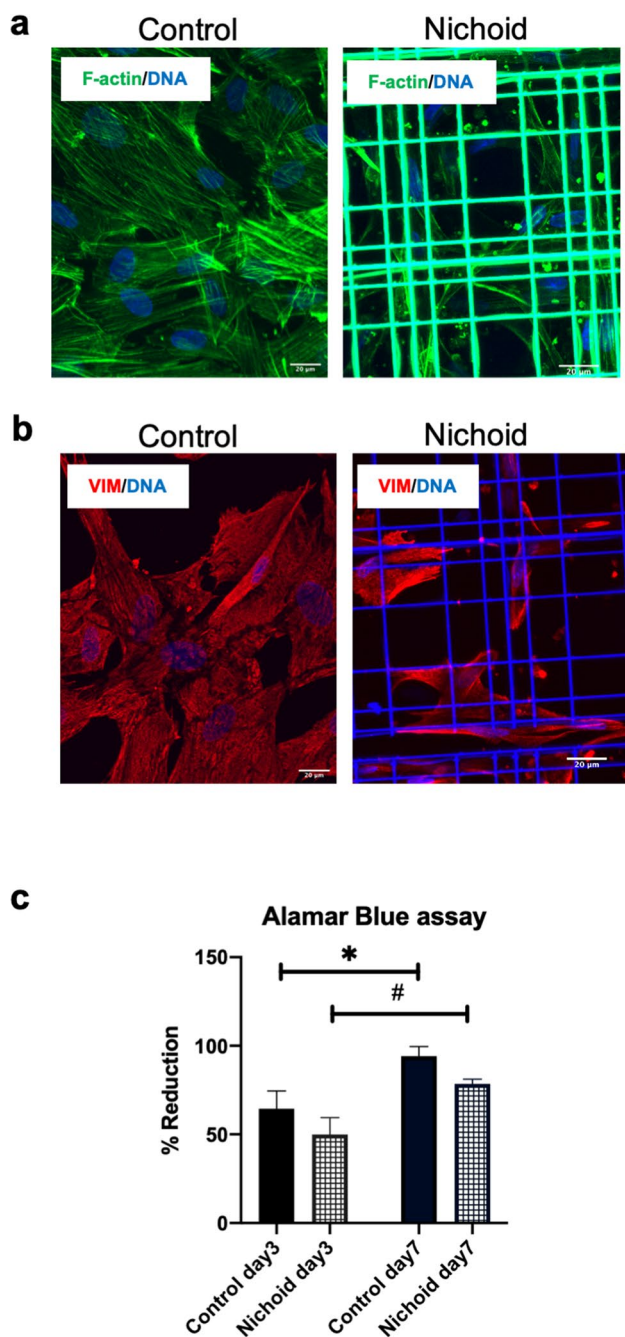 a
Control
Nichoid
F-actin/DNA
F-actin/DNA
20 µm
20 µm
b
Control
Nichoid
VIM/DNA
VIM/DNA
20 µm
20 µm
c
Alamar Blue assay
*
#
% Reduction
150
100
50
0
Control day3
Nichoid day3
Control day7
Nichoid day7